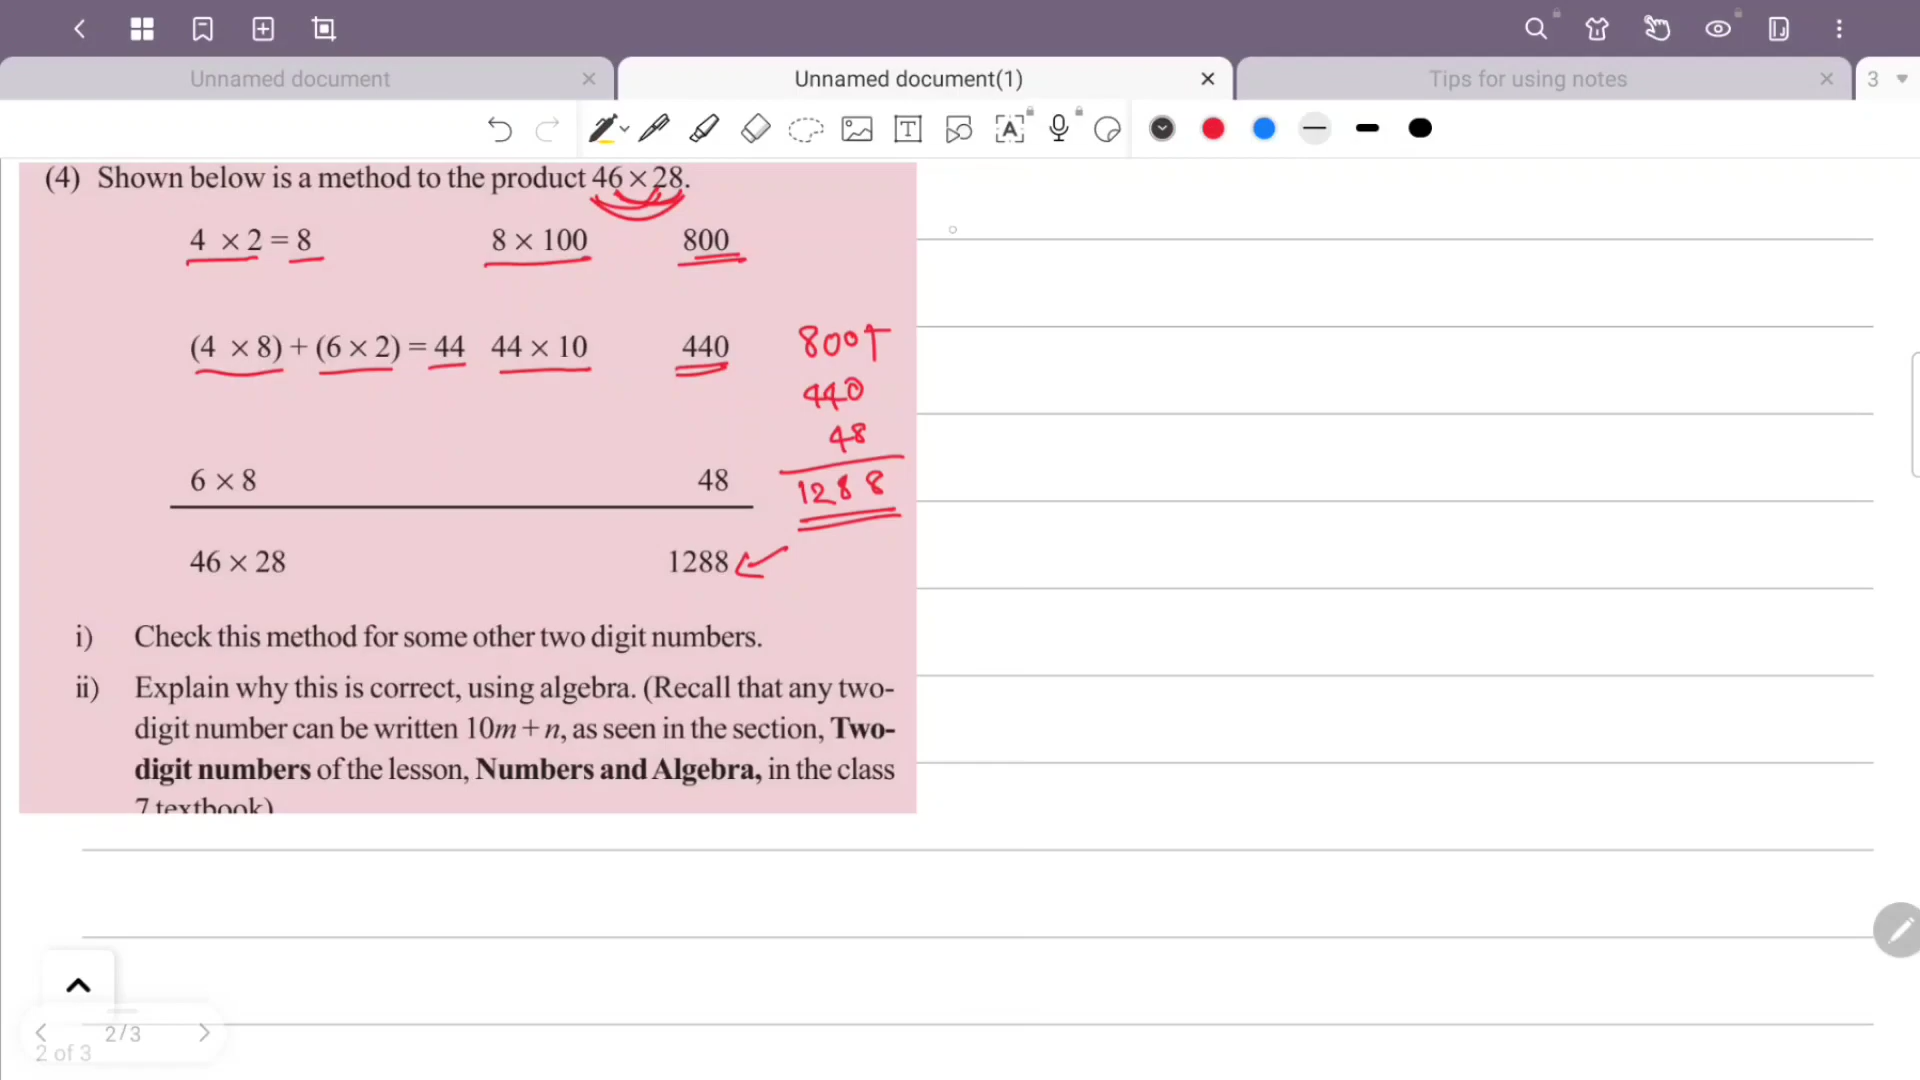 Unnamed document
Unnamed document(1)
Tips for using notes
3
(4) Shown below is a method to the product 46 × 28.
4 × 2 = 8 8 × 100 800
(4 × 8) + (6 × 2) = 44 44 × 10 440
6 × 8 48
46 × 28 1288
800+
440
48
1288
i) Check this method for some other two digit numbers.
ii) Explain why this is correct, using algebra. (Recall that any two-
digit number can be written 10m + n, as seen in the section, Two-
digit numbers of the lesson, Numbers and Algebra, in the class
7 textbook)
2/3
2 of 3